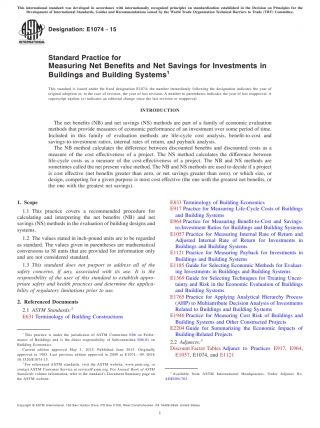 This international standard was developed in accordance with internationally recognized principles on standardization established in the Decision on Principles for the
Development of International Standards, Guides and Recommendations issued by the World Trade Organization Technical Barriers to Trade (TBT) Committee.
ASTM
INTERNATIONAL
Designation: E1074 − 15
Standard Practice for
Measuring Net Benefits and Net Savings for Investments in
Buildings and Building Systems1
This standard is issued under the fixed designation E1074; the number immediately following the designation indicates the year of
original adoption or, in the case of revision, the year of last revision. A number in parentheses indicates the year of last reapproval. A
superscript epsilon (ε) indicates an editorial change since the last revision or reapproval.
INTRODUCTION
The net benefits (NB) and net savings (NS) methods are part of a family of economic evaluation
methods that provide measures of economic performance of an investment over some period of time.
Included in this family of evaluation methods are life-cycle cost analysis, benefit-to-cost and
savings-to-investment ratios, internal rates of return, and payback analysis.
The NB method calculates the difference between discounted benefits and discounted costs as a
measure of the cost effectiveness of a project. The NS method calculates the difference between
life-cycle costs as a measure of the cost-effectiveness of a project. The NB and NS methods are
sometimes called the net present value method. The NB and NS methods are used to decide if a project
is cost effective (net benefits greater than zero, or net savings greater than zero), or which size, or
design, competing for a given purpose is most cost effective (the one with the greatest net benefits, or
the one with the greatest net savings).
1. Scope
1.1 This practice covers a recommended procedure for
calculating and interpreting the net benefits (NB) and net
savings (NS) methods in the evaluation of building designs and
systems.
1.2 The values stated in inch-pound units are to be regarded
as standard. The values given in parentheses are mathematical
conversions to SI units that are provided for information only
and are not considered standard.
1.3 This standard does not purport to address all of the
safety concerns, if any, associated with its use. It is the
responsibility of the user of this standard to establish appro-
priate safety and health practices and determine the applica-
bility of regulatory limitations prior to use.
2. Referenced Documents
2.1 ASTM Standards:2
E631 Terminology of Building Constructions
1 This practice is under the jurisdiction of ASTM Committee E06 on Perfor-
mance of Buildings and is the direct responsibility of Subcommittee E06.81 on
Building Economics.
Current edition approved May 1, 2015. Published June 2015. Originally
approved in 1985. Last previous edition approved in 2009 as E1074 – 09. DOI:
10.1520/E1074-15.
2 For referenced ASTM standards, visit the ASTM website, www.astm.org, or
contact ASTM Customer Service at service@astm.org. For Annual Book of ASTM
Standards volume information, refer to the standard's Document Summary page on
the ASTM website.
E833 Terminology of Building Economics
E917 Practice for Measuring Life-Cycle Costs of Buildings
and Building Systems
E964 Practice for Measuring Benefit-to-Cost and Savings-
to-Investment Ratios for Buildings and Building Systems
E1057 Practice for Measuring Internal Rate of Return and
Adjusted Internal Rate of Return for Investments in
Buildings and Building Systems
E1121 Practice for Measuring Payback for Investments in
Buildings and Building Systems
E1185 Guide for Selecting Economic Methods for Evaluat-
ing Investments in Buildings and Building Systems
E1369 Guide for Selecting Techniques for Treating Uncer-
tainty and Risk in the Economic Evaluation of Buildings
and Building Systems
E1765 Practice for Applying Analytical Hierarchy Process
(AHP) to Multiattribute Decision Analysis of Investments
Related to Buildings and Building Systems
E1946 Practice for Measuring Cost Risk of Buildings and
Building Systems and Other Constructed Projects
E2204 Guide for Summarizing the Economic Impacts of
Building-Related Projects
2.2 Adjuncts:3
Discount Factor Tables Adjunct to Practices E917, E964,
E1057, E1074, and E1121
3 Available from ASTM International Headquarters. Order Adjunct No.
ADJE091703.
Copyright © ASTM International, 100 Barr Harbor Drive, PO Box C700, West Conshohocken, PA 19428-2959. United States
1